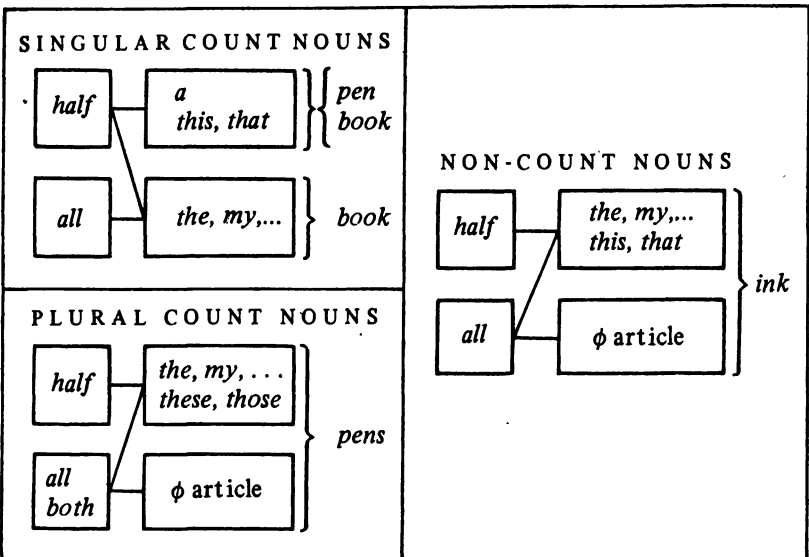 SINGULAR COUNT NOUNS
half
a
this, that
pen
book
all
the, my,...
book
PLURAL COUNT NOUNS
half
the, my, . . .
these, those
all
both
ϕ article
pens
NON-COUNT NOUNS
half
the, my,...
this, that
all
ϕ article
ink